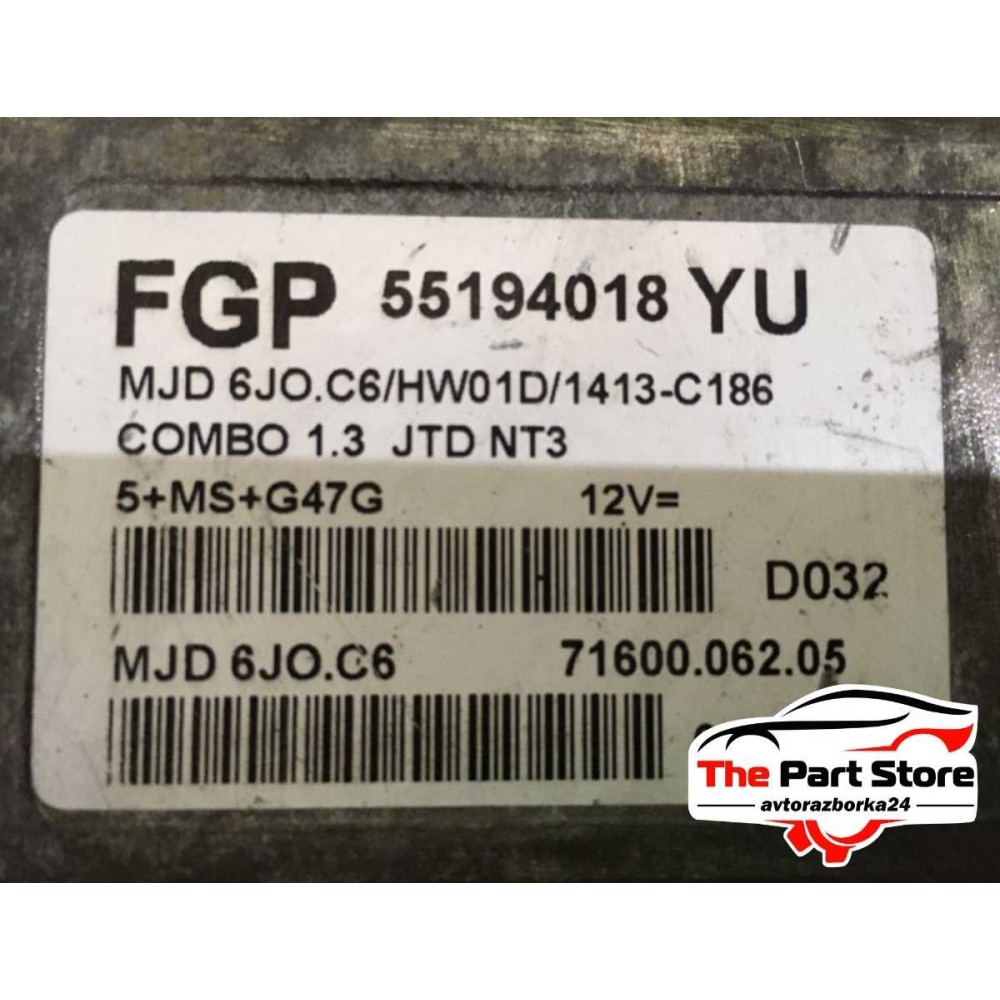 FGP 55194018 YU
MJD 6JO.C6/HW01D/1413-C186
COMBO 1.3 JTD NT3
5+MS+G47G 12V=
D032
MJD 6JO.C6 71600.062.05
The Part Store
avtorazborka24